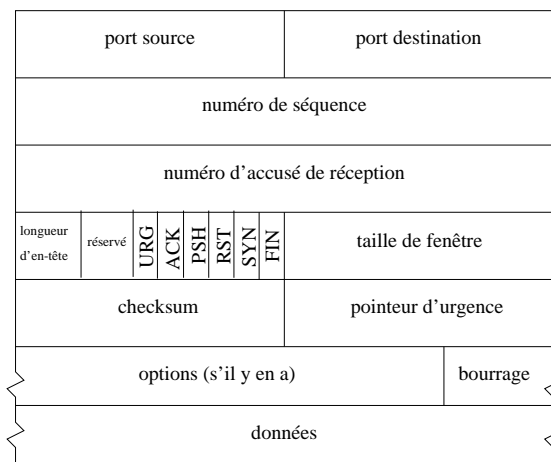 port source
port destination
numéro de séquence
numéro d'accusé de réception
longueur
d'en-tête
réservé
URG
ACK
PSH
RST
SYN
FIN
taille de fenêtre
checksum
pointeur d'urgence
options (s'il y en a)
bourrage
données